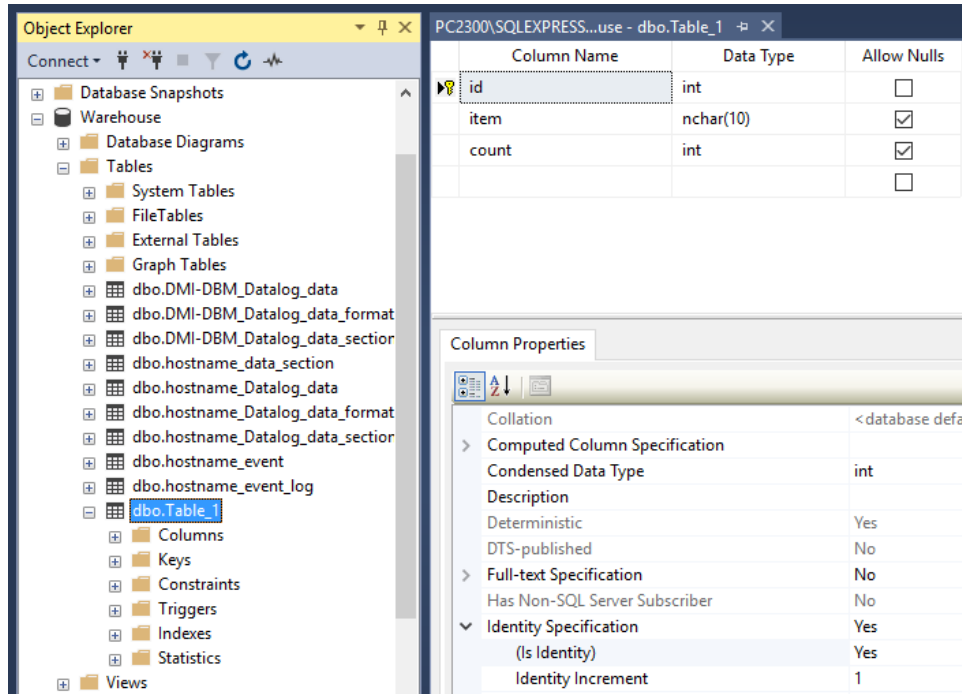 Object Explorer
Connect
Database Snapshots
Warehouse
Database Diagrams
Tables
System Tables
FileTables
External Tables
Graph Tables
dbo.DMI-DBM_Datalog_data
dbo.DMI-DBM_Datalog_data_format
dbo.DMI-DBM_Datalog_data_section
dbo.hostname_data_section
dbo.hostname_Datalog_data
dbo.hostname_Datalog_data_format
dbo.hostname_Datalog_data_section
dbo.hostname_event
dbo.hostname_event_log
dbo.Table_1
Columns
Keys
Constraints
Triggers
Indexes
Statistics
Views
PC2300\SQLEXPRESS...use - dbo.Table_1
Column Name Data Type Allow Nulls
id int
item nchar(10)
count int
Column Properties
Collation <database defa
Computed Column Specification
Condensed Data Type int
Description
Deterministic Yes
DTS-published No
Full-text Specification No
Has Non-SQL Server Subscriber No
Identity Specification Yes
(Is Identity) Yes
Identity Increment 1